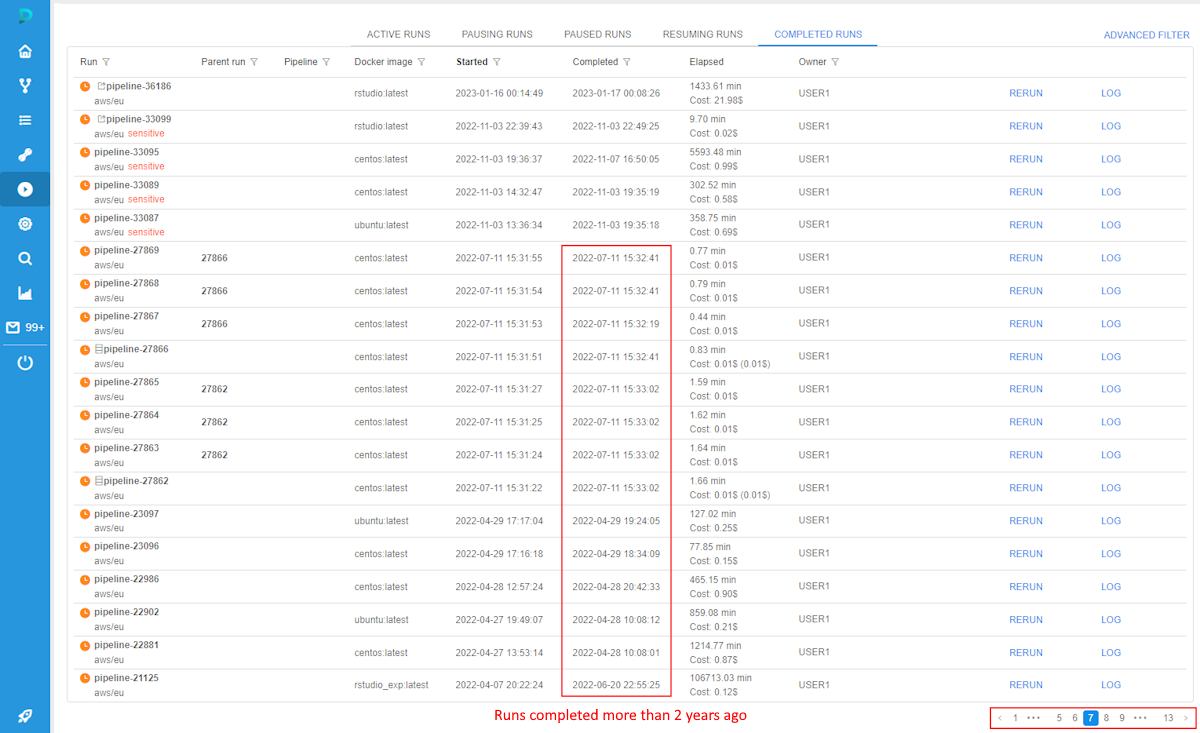 ACTIVE RUNS PAUSING RUNS PAUSED RUNS RESUMING RUNS COMPLETED RUNS ADVANCED FILTER
Run Parent run Pipeline Docker image Started Completed Elapsed Owner
pipeline-36186 rstudio:latest 2023-01-16 00:14:49 2023-01-17 00:08:26 1433.61 min USER1 RERUN LOG
aws/eu Cost: 21.98$
pipeline-33099 rstudio:latest 2022-11-03 22:39:43 2022-11-03 22:49:25 9.70 min USER1 RERUN LOG
aws/eu sensitive Cost: 0.02$
pipeline-33095 centos:latest 2022-11-03 19:36:37 2022-11-07 16:50:05 5593.48 min USER1 RERUN LOG
aws/eu sensitive Cost: 0.99$
pipeline-33089 centos:latest 2022-11-03 14:32:47 2022-11-03 19:35:19 302.52 min USER1 RERUN LOG
aws/eu sensitive Cost: 0.58$
pipeline-33087 ubuntu:latest 2022-11-03 13:36:34 2022-11-03 19:35:18 358.75 min USER1 RERUN LOG
aws/eu sensitive Cost: 0.69$
pipeline-27869 27866 centos:latest 2022-07-11 15:31:55 2022-07-11 15:32:41 0.77 min USER1 RERUN LOG
aws/eu Cost: 0.01$
pipeline-27868 27866 centos:latest 2022-07-11 15:31:54 2022-07-11 15:32:41 0.79 min USER1 RERUN LOG
aws/eu Cost: 0.01$
pipeline-27867 27866 centos:latest 2022-07-11 15:31:53 2022-07-11 15:32:19 0.44 min USER1 RERUN LOG
aws/eu Cost: 0.01$
pipeline-27866 centos:latest 2022-07-11 15:31:51 2022-07-11 15:32:41 0.83 min USER1 RERUN LOG
99+
aws/eu Cost: 0.01$ (0.01$)
pipeline-27865 27862 centos:latest 2022-07-11 15:31:27 2022-07-11 15:33:02 1.59 min USER1 RERUN LOG
aws/eu Cost: 0.01$
pipeline-27864 27862 centos:latest 2022-07-11 15:31:25 2022-07-11 15:33:02 1.62 min USER1 RERUN LOG
aws/eu Cost: 0.01$
pipeline-27863 27862 centos:latest 2022-07-11 15:31:24 2022-07-11 15:33:02 1.64 min USER1 RERUN LOG
aws/eu Cost: 0.01$
pipeline-27862 centos:latest 2022-07-11 15:31:22 2022-07-11 15:33:02 1.66 min USER1 RERUN LOG
aws/eu Cost: 0.01$ (0.01$)
pipeline-23097 ubuntu:latest 2022-04-29 17:17:04 2022-04-29 19:24:05 127.02 min USER1 RERUN LOG
aws/eu Cost: 0.25$
pipeline-23096 centos:latest 2022-04-29 17:16:18 2022-04-29 18:34:09 77.85 min USER1 RERUN LOG
aws/eu Cost: 0.15$
pipeline-22986 centos:latest 2022-04-28 12:57:24 2022-04-28 20:42:33 465.15 min USER1 RERUN LOG
aws/eu Cost: 0.90$
pipeline-22902 ubuntu:latest 2022-04-27 19:49:07 2022-04-28 10:08:12 859.08 min USER1 RERUN LOG
aws/eu Cost: 0.21$
pipeline-22881 centos:latest 2022-04-27 13:53:14 2022-04-28 10:08:01 1214.77 min USER1 RERUN LOG
aws/eu Cost: 0.87$
pipeline-21125 rstudio_exp:latest 2022-04-07 20:22:24 2022-06-20 22:55:25 106713.03 min USER1 RERUN LOG
aws/eu Cost: 0.12$
Runs completed more than 2 years ago
< 1 ••• 5 6 7 8 9 ••• 13 >